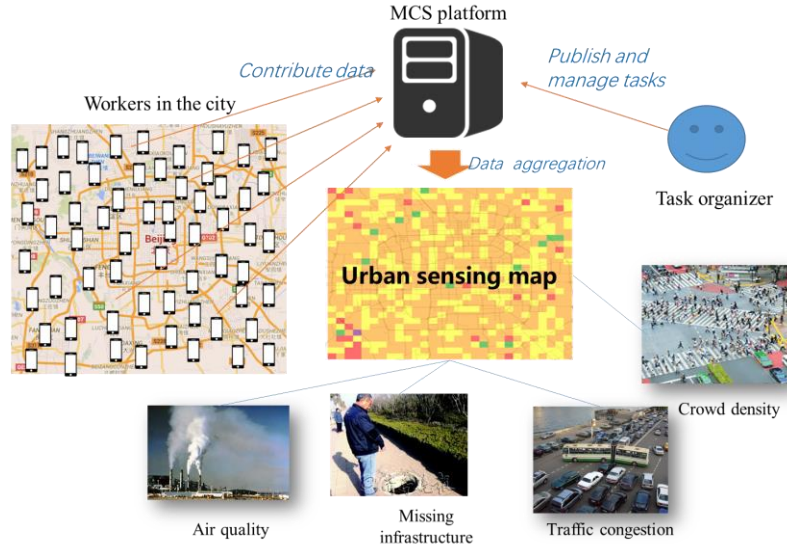 MCS platform
Contribute data
Publish and
manage tasks
Workers in the city
Data aggregation
Task organizer
Beij
Urban sensing map
Crowd density
Air quality
Missing
infrastructure
Traffic congestion